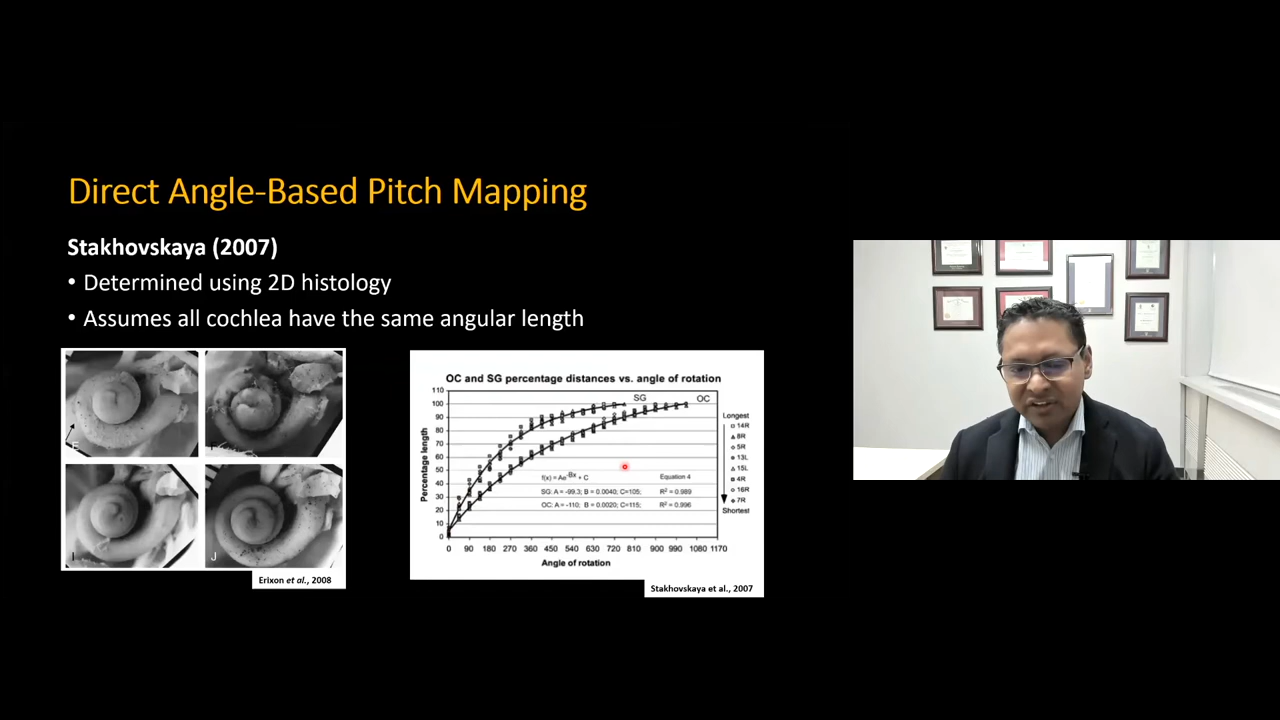 Direct Angle-Based Pitch Mapping
Stakhovskaya (2007)
• Determined using 2D histology
• Assumes all cochlea have the same angular length
E
I
J
Erixon et al., 2008
OC and SG percentage distances vs. angle of rotation
SG
OC
Percentage length
110
100
90
80
70
60
50
40
30
20
10
0
0 90 180 270 360 450 540 630 720 810 900 990 1080 1170
Angle of rotation
f(x) = Ae^-Bx + C Equation 4
SG: A = -99.3; B = 0.0040; C=105; R² = 0.989
OC: A = -110; B = 0.0020; C=115; R² = 0.996
Longest
14R
8R
5R
13L
15L
4R
16R
7R
Shortest
Stakhovskaya et al., 2007